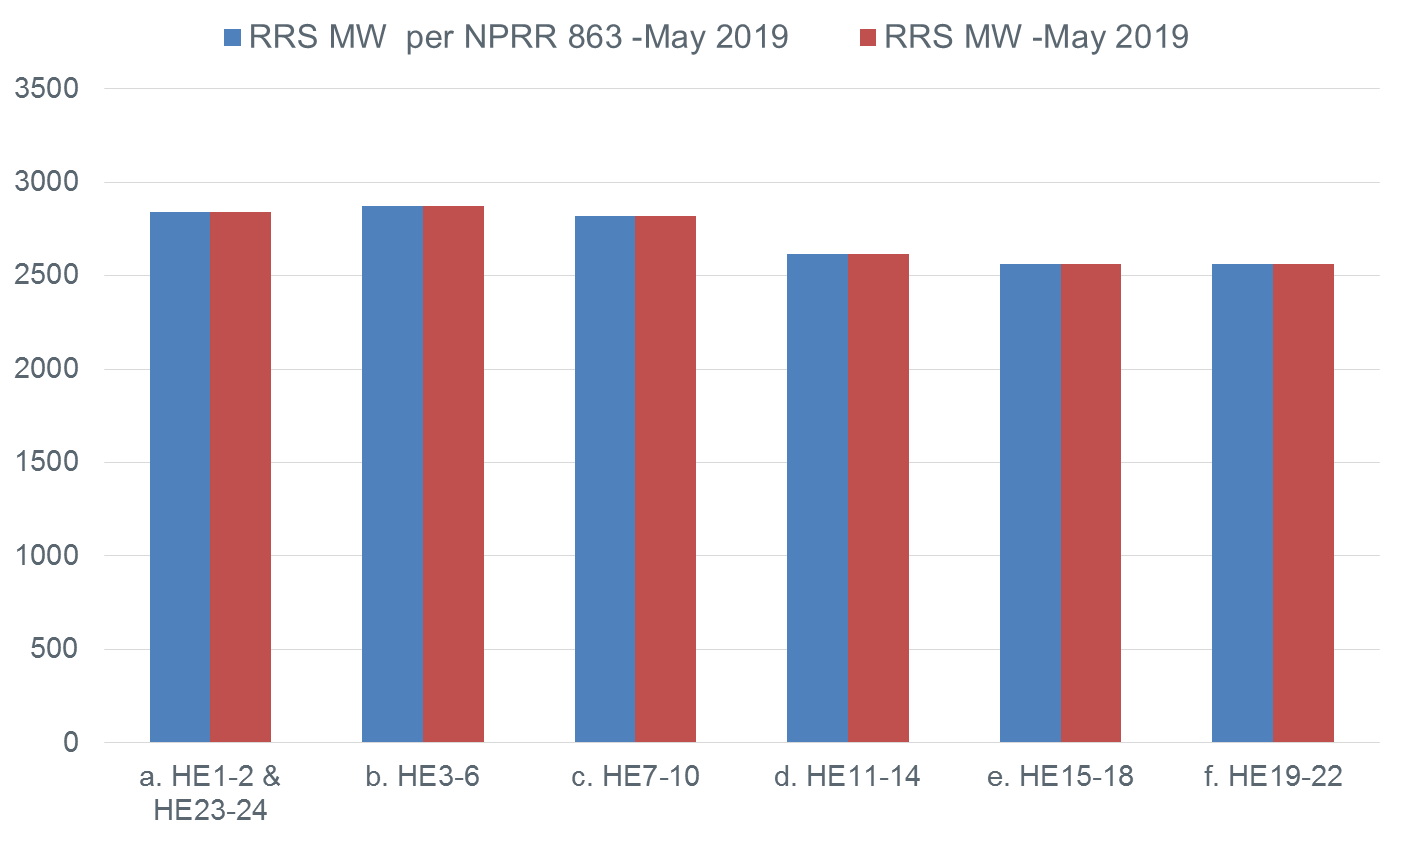 RRS MW  per NPRR 863 -May 2019
RRS MW -May 2019
3500
3000
2500
2000
1500
1000
500
0
a. HE1-2 &
HE23-24
b. HE3-6
c. HE7-10
d. HE11-14
e. HE15-18
f. HE19-22